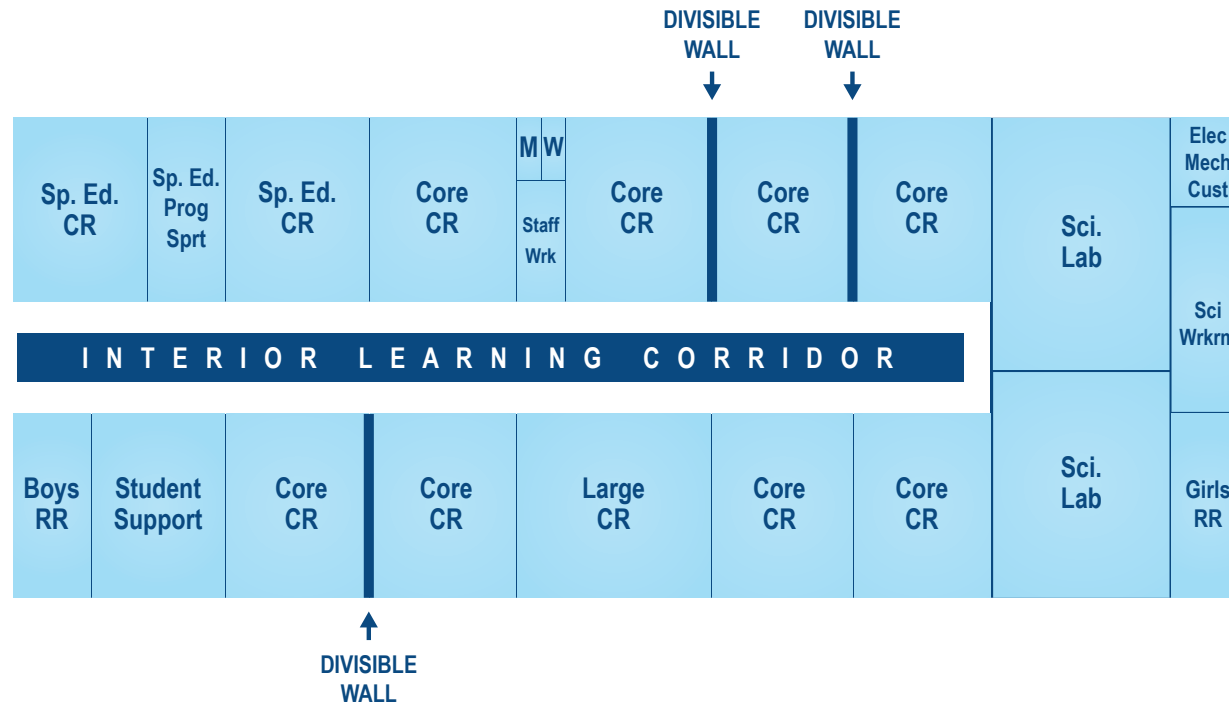 DIVISIBLE
WALL
DIVISIBLE
WALL
Sp. Ed.
CR
Sp. Ed.
Prog
Sprt
Sp. Ed.
CR
Core
CR
M
W
Staff
Wrk
Core
CR
Core
CR
Core
CR
Sci.
Lab
Elec
Mech
Cust
Sci
Wrkrm
INTERIOR LEARNING CORRIDOR
Boys
RR
Student
Support
Core
CR
Core
CR
Large
CR
Core
CR
Core
CR
Sci.
Lab
Girls
RR
DIVISIBLE
WALL